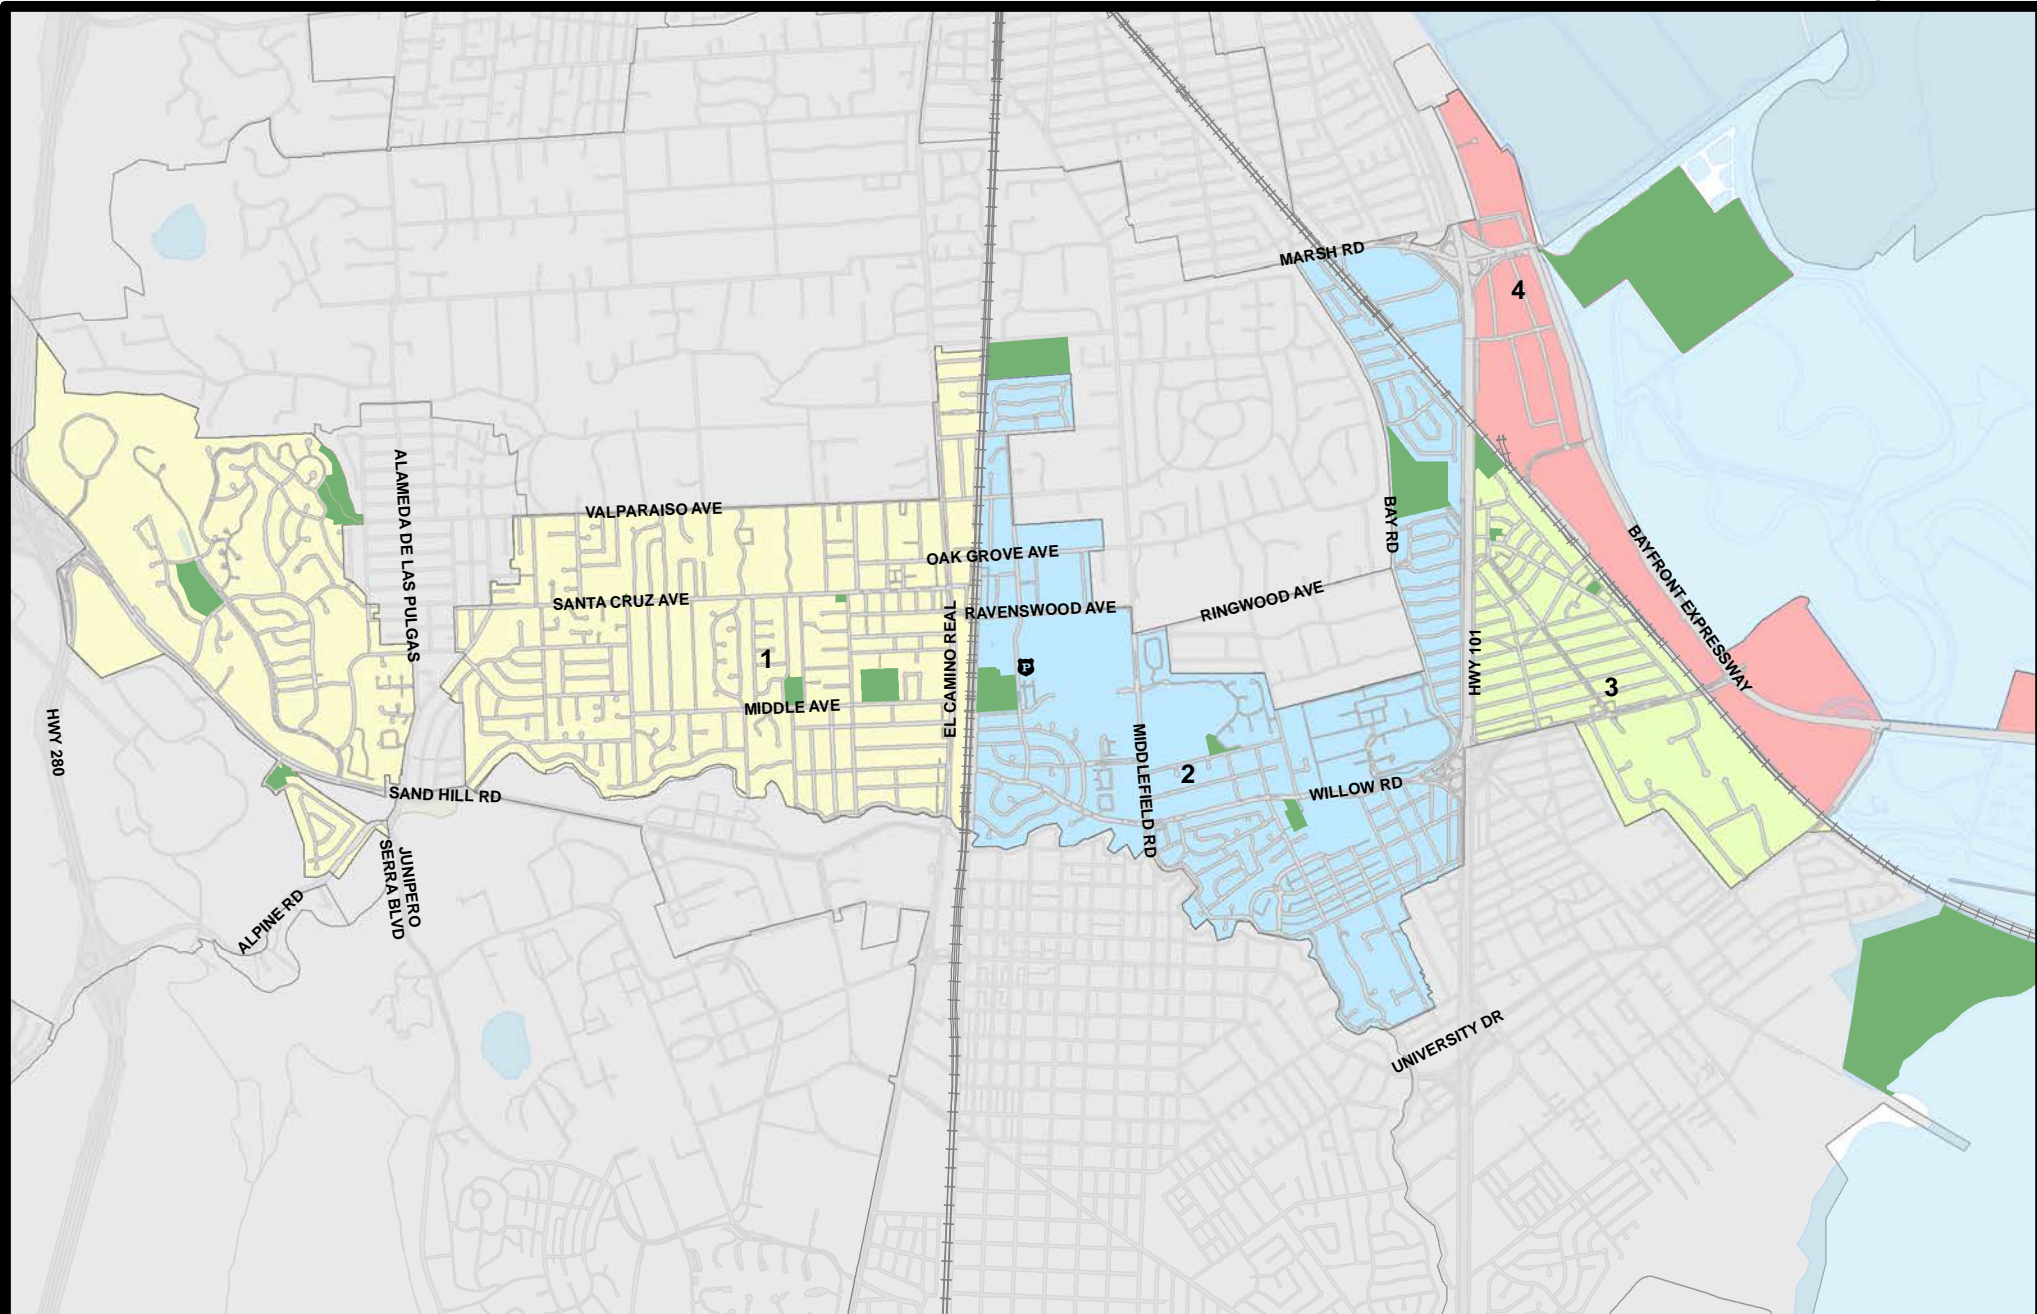 MARSH RD
4
ALAMEDA DE LAS PULGAS
VALPARAISO AVE
BAY RD
OAK GROVE AVE
BAYFRONT EXPRESSWAY
SANTA CRUZ AVE
RAVENSWOOD AVE
RINGWOOD AVE
EL CAMINO REAL
P
HWY 101
1
3
MIDDLE AVE
HWY 280
MIDDLEFIELD RD
2
SAND HILL RD
WILLOW RD
JUNIPERO
SERRA BLVD
ALPINE RD
UNIVERSITY DR